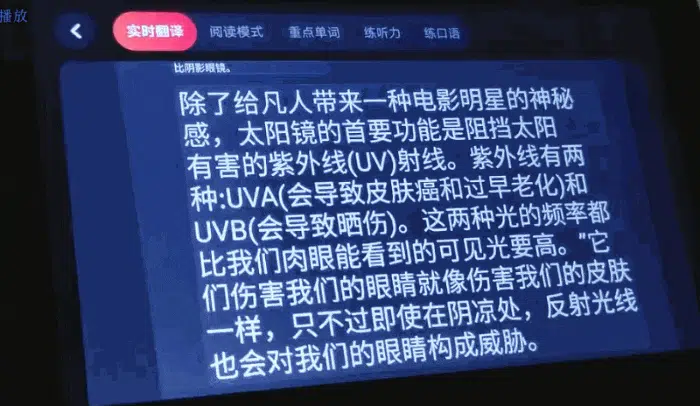 播放
实时翻译 阅读模式 重点单词 练听力 练口语
比阴影眼镜。
除了给凡人带来一种电影明星的神秘
感，太阳镜的首要功能是阻挡太阳
有害的紫外线(UV)射线。紫外线有两
种:UVA(会导致皮肤癌和过早老化)和
UVB(会导致晒伤)。这两种光的频率都
比我们肉眼能看到的可见光要高。”它
们伤害我们的眼睛就像伤害我们的皮肤
一样，只不过即使在阴凉处，反射光线
也会对我们的眼睛构成威胁。